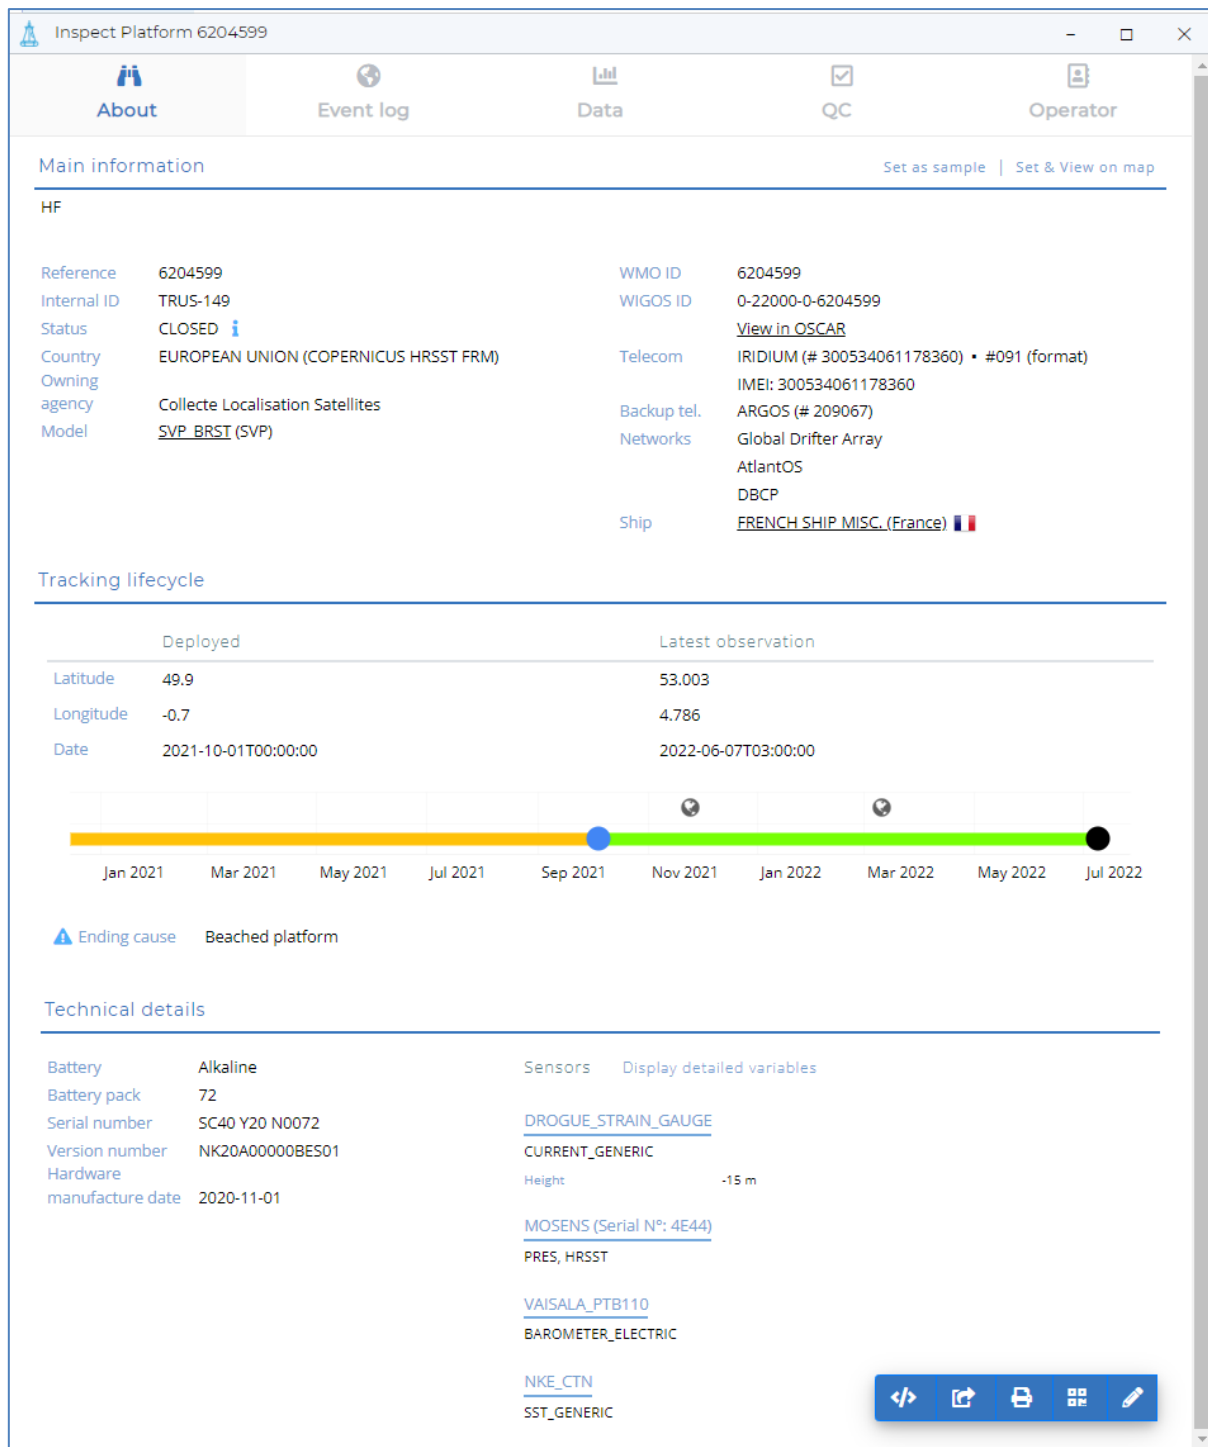 Inspect Platform 6204599
About
Event log
Data
QC
Operator
Main information
Set as sample | Set & View on map
HF
Reference 6204599
Internal ID TRUS-149
Status CLOSED i
Country EUROPEAN UNION (COPERNICUS HRSST FRM)
Owning
agency Collecte Localisation Satellites
Model SVP_BRST (SVP)
WMO ID 6204599
WIGOS ID 0-22000-0-6204599
View in OSCAR
Telecom IRIDIUM (# 300534061178360) • #091 (format)
IMEI: 300534061178360
Backup tel. ARGOS (# 209067)
Networks Global Drifter Array
AtlantOS
DBCP
Ship FRENCH SHIP MISC. (France)
Tracking lifecycle
Deployed Latest observation
Latitude 49.9 53.003
Longitude -0.7 4.786
Date 2021-10-01T00:00:00 2022-06-07T03:00:00
Jan 2021 Mar 2021 May 2021 Jul 2021 Sep 2021 Nov 2021 Jan 2022 Mar 2022 May 2022 Jul 2022
Ending cause Beached platform
Technical details
Battery Alkaline
Battery pack 72
Serial number SC40 Y20 N0072
Version number NK20A00000BES01
Hardware
manufacture date 2020-11-01
Sensors Display detailed variables
DROGUE_STRAIN_GAUGE
CURRENT_GENERIC
Height -15 m
MOSENS (Serial N°: 4E44)
PRES, HRSST
VAISALA_PTB110
BAROMETER_ELECTRIC
NKE_CTN
SST_GENERIC